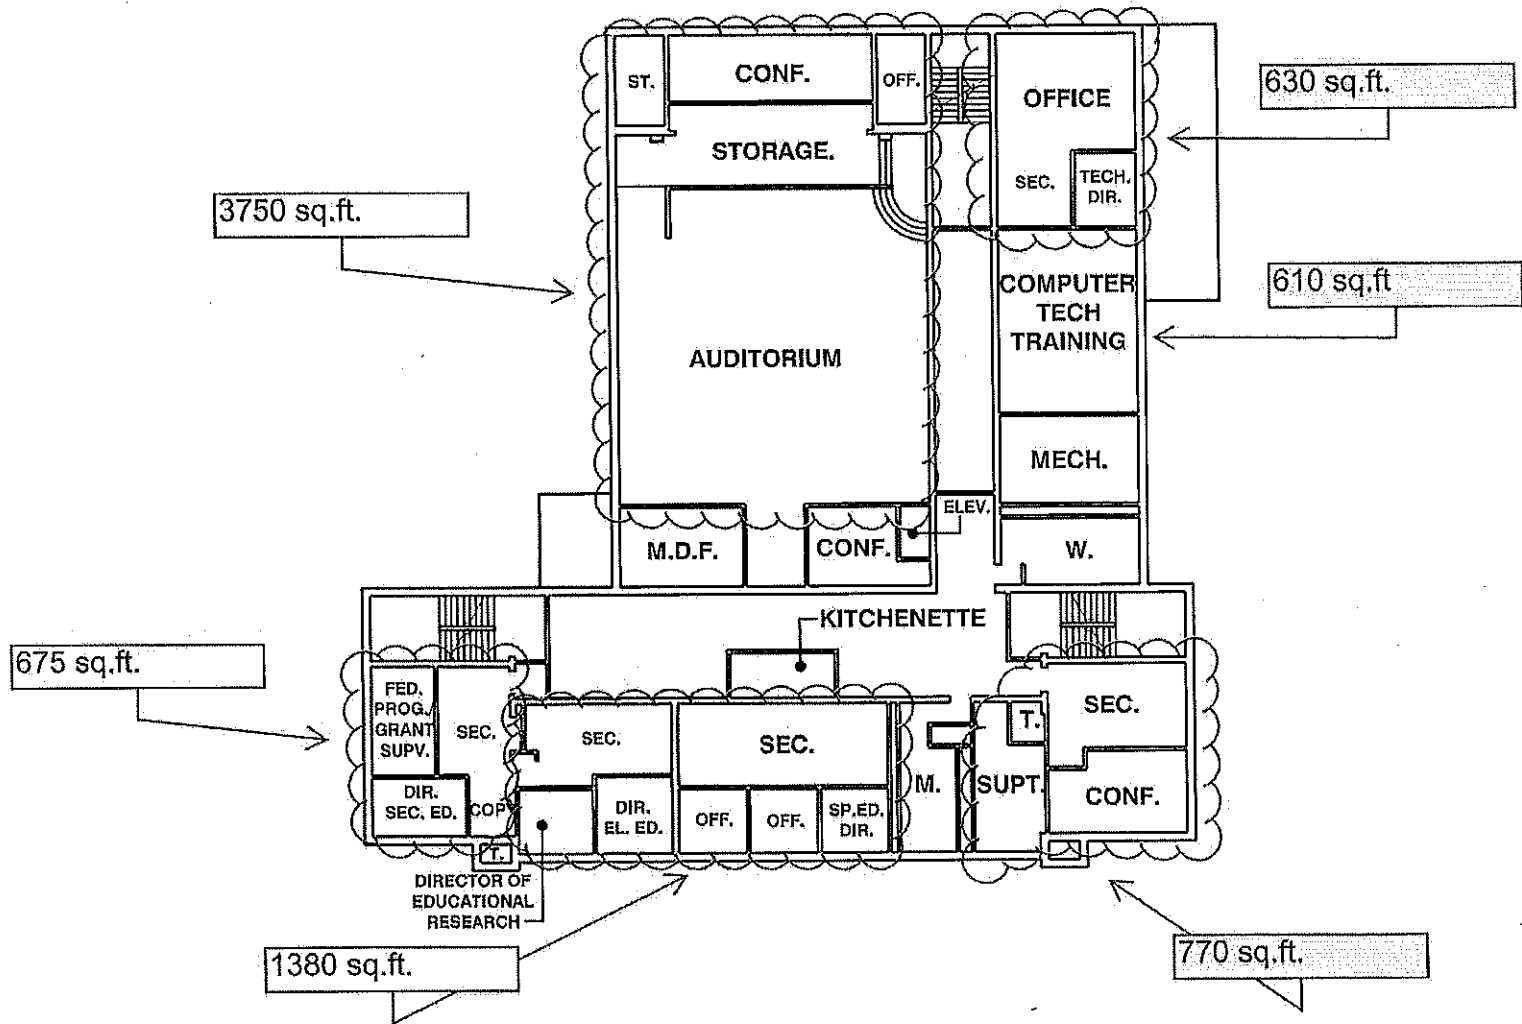 ST.
CONF.
OFF.
OFFICE
630 sq.ft.
STORAGE.
SEC.
TECH.
DIR.
3750 sq.ft.
610 sq.ft
COMPUTER
TECH
TRAINING
AUDITORIUM
MECH.
ELEV.
M.D.F.
CONF.
W.
KITCHENETTE
675 sq.ft.
FED.
PROG./
GRANT
SUPV.
SEC.
SEC.
SEC.
T.
SEC.
DIR.
SEC. ED.
COP
DIR.
EL. ED.
OFF.
OFF.
SP.ED.
DIR.
M.
SUPT.
CONF.
T.
DIRECTOR OF
EDUCATIONAL
RESEARCH
1380 sq.ft.
770 sq.ft.